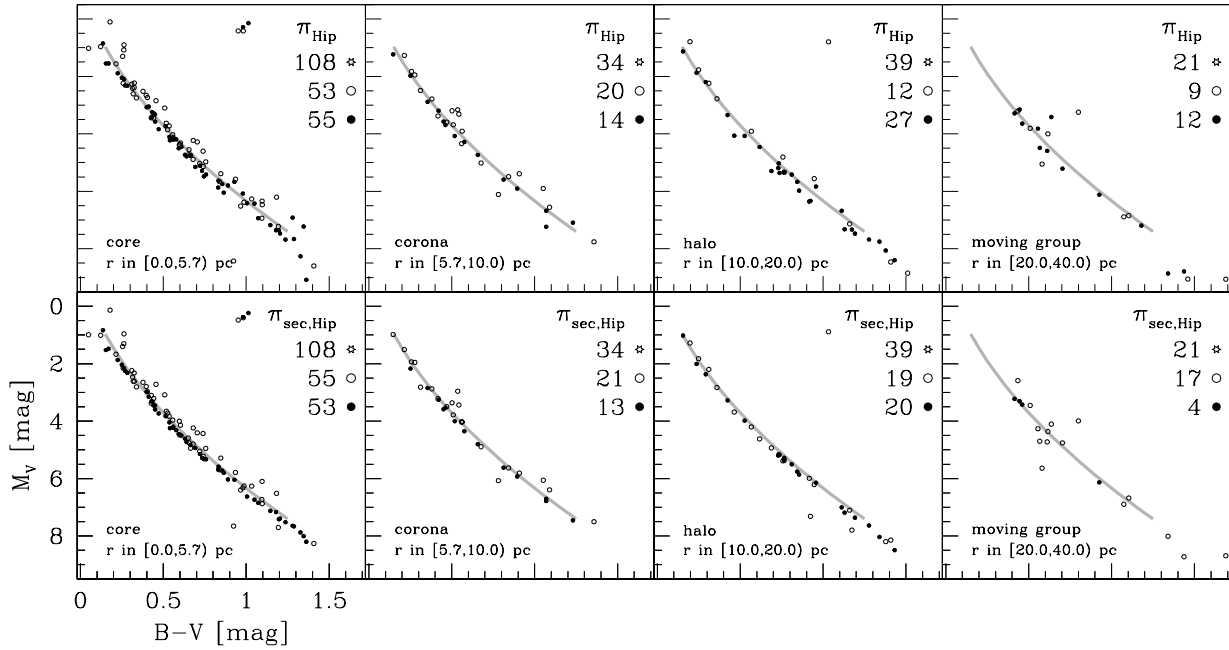 π_Hip
108 ✡
53 ○
55 ●
core
r in [0.0,5.7) pc
π_Hip
34 ✡
20 ○
14 ●
corona
r in [5.7,10.0) pc
π_Hip
39 ✡
12 ○
27 ●
halo
r in [10.0,20.0) pc
π_Hip
21 ✡
9 ○
12 ●
moving group
r in [20.0,40.0) pc
0
2
4
6
8
M_V [mag]
π_sec,Hip
108 ✡
55 ○
53 ●
core
r in [0.0,5.7) pc
π_sec,Hip
34 ✡
21 ○
13 ●
corona
r in [5.7,10.0) pc
π_sec,Hip
39 ✡
19 ○
20 ●
halo
r in [10.0,20.0) pc
π_sec,Hip
21 ✡
17 ○
4 ●
moving group
r in [20.0,40.0) pc
0 0.5 1 1.5
B−V [mag]